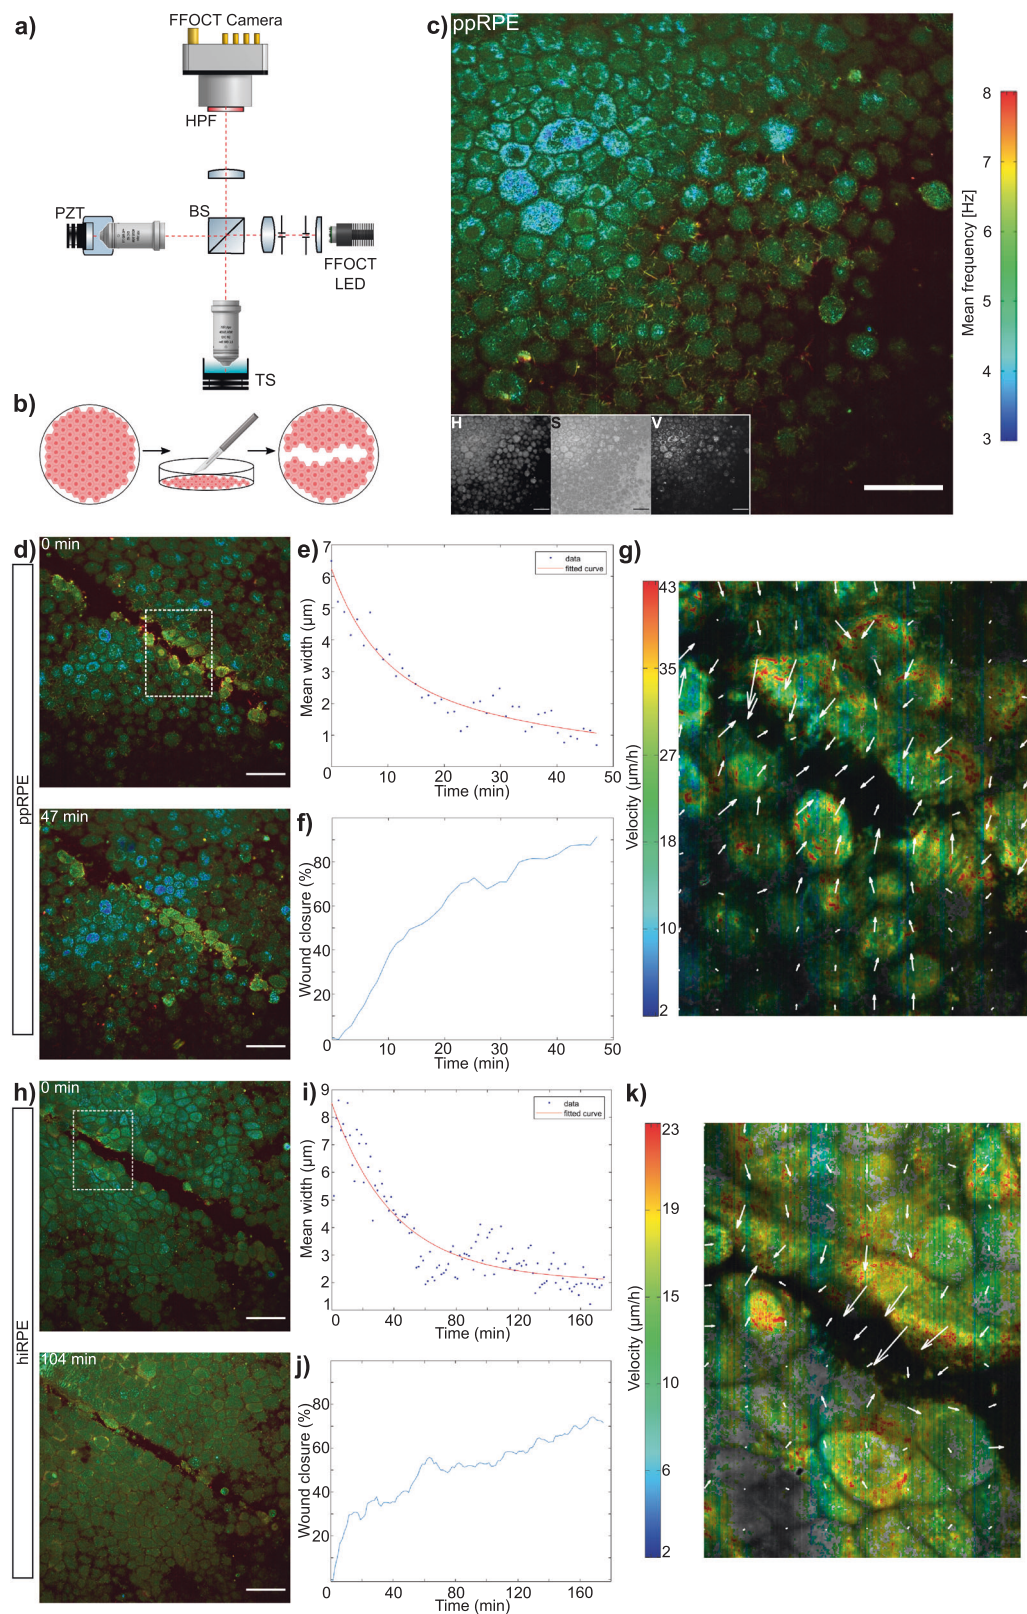 a)
FFOCT Camera
HPF
PZT
BS
FFOCT
LED
TS
b)
c)
ppRPE
H
S
V
8
7
6
5
4
3
Mean frequency [Hz]
ppRPE
d)
0 min
47 min
e)
7
6
5
4
3
2
1
0
Mean width (µm)
data
fitted curve
0
10
20
30
40
50
Time (min)
f)
80
60
40
20
0
Wound closure (%)
10
20
30
40
50
Time (min)
g)
43
35
27
18
10
2
Velocity (µm/h)
hiRPE
h)
0 min
104 min
i)
9
8
7
6
5
4
3
2
1
Mean width (µm)
data
fitted curve
0
40
80
120
160
Time (min)
j)
80
60
40
20
Wound closure (%)
0
40
80
120
160
Time (min)
k)
23
19
15
10
6
2
Velocity (µm/h)